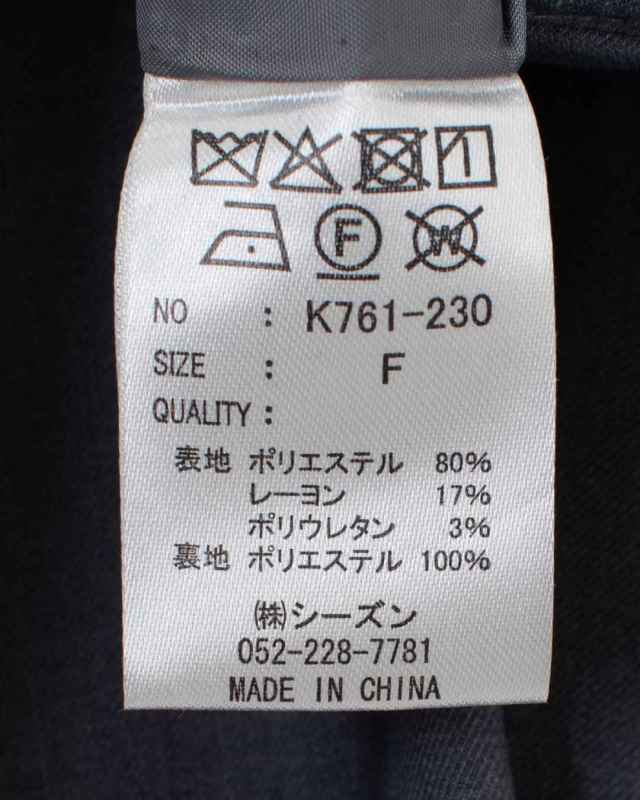 F W
NO : K761-230
SIZE : F
QUALITY :
表地 ポリエステル 80%
レーヨン 17%
ポリウレタン 3%
裏地 ポリエステル 100%
㈱シーズン
052-228-7781
MADE IN CHINA